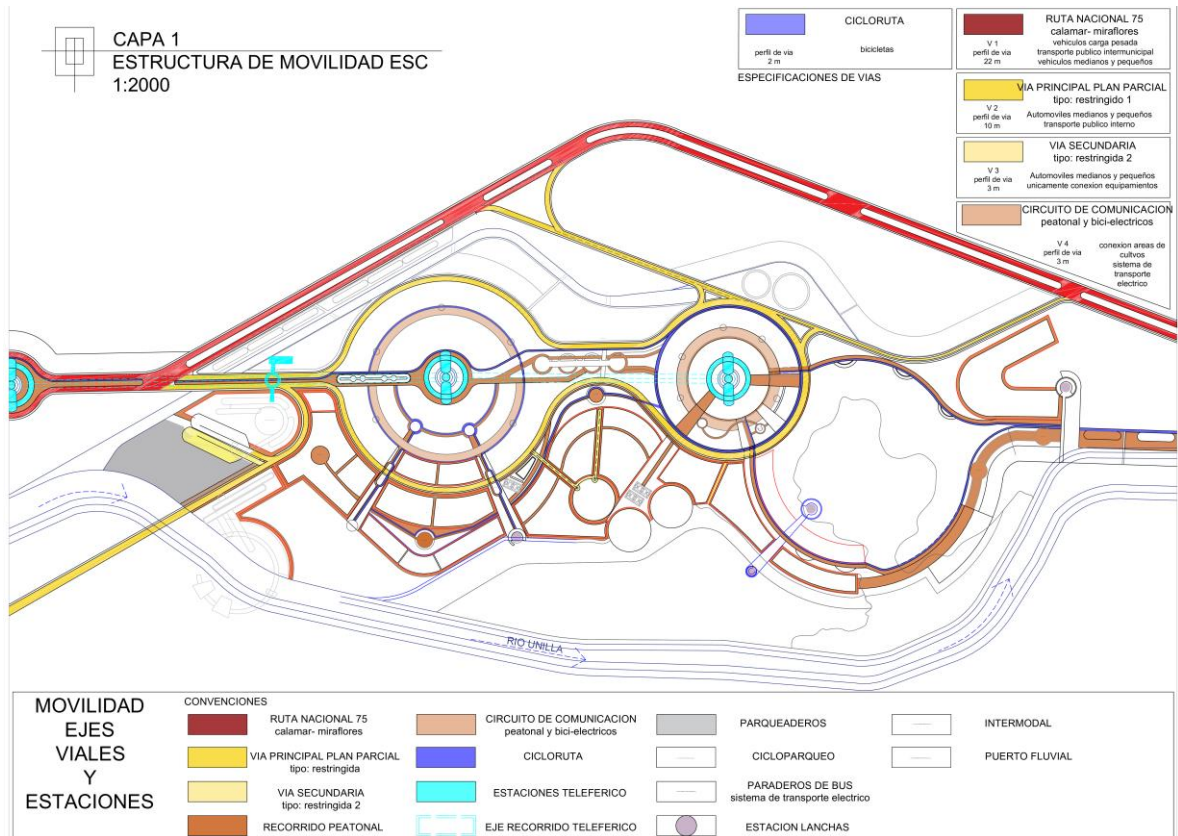 CAPA 1
ESTRUCTURA DE MOVILIDAD ESC
1:2000
CICLORUTA
perfil de via
2 m
bicicletas
ESPECIFICACIONES DE VIAS
RUTA NACIONAL 75
calamar- miraflores
V 1
perfil de via
22 m
vehiculos carga pesada
transporte publico intermunicipal
vehiculos medianos y pequeños
VIA PRINCIPAL PLAN PARCIAL
tipo: restringido 1
V 2
perfil de via
10 m
Automoviles medianos y pequeños
transporte publico interno
VIA SECUNDARIA
tipo: restringida 2
V 3
perfil de via
3 m
Automoviles medianos y pequeños
unicamente conexion equipamientos
CIRCUITO DE COMUNICACION
peatonal y bici-electricos
V 4
perfil de via
3 m
conexion areas de
cultvos
sistema de
transporte
electrico
RIO UNILLA
MOVILIDAD
EJES
VIALES
Y
ESTACIONES
CONVENCIONES
RUTA NACIONAL 75
calamar- miraflores
VIA PRINCIPAL PLAN PARCIAL
tipo: restringida
VIA SECUNDARIA
tipo: restringida 2
RECORRIDO PEATONAL
CIRCUITO DE COMUNICACION
peatonal y bici-electricos
CICLORUTA
ESTACIONES TELEFERICO
EJE RECORRIDO TELEFERICO
PARQUEADEROS
CICLOPARQUEO
PARADEROS DE BUS
sistema de transporte electrico
ESTACION LANCHAS
INTERMODAL
PUERTO FLUVIAL